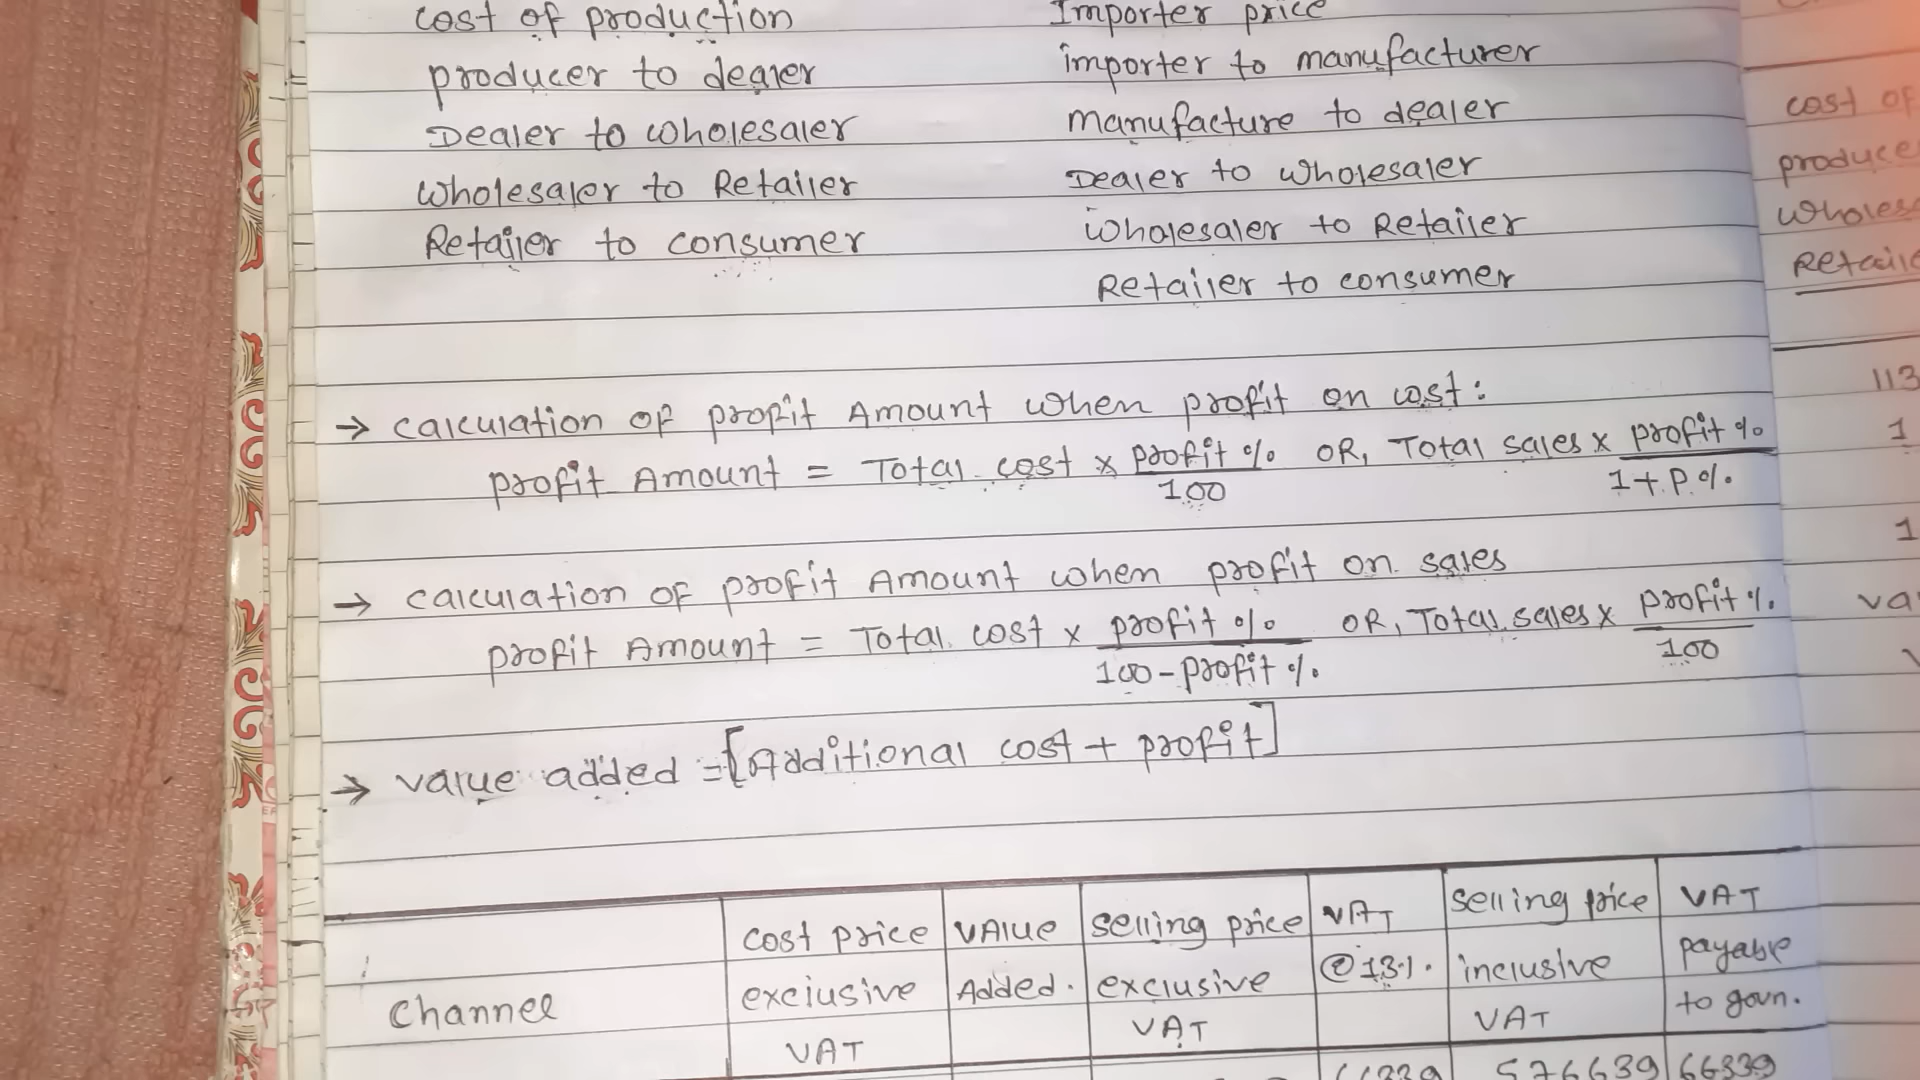 cost of production
producer to dealer
Dealer to wholesaler
wholesaler to Retailer
Retailer to consumer
Importer price
importer to manufacturer
manufacture to dealer
Dealer to wholesaler
wholesaler to Retailer
Retailer to consumer
→ calculation of profit Amount when profit on cost:
profit Amount = Total cost x profit % / 100 OR, Total sales x profit % / 1+P.%
→ calculation of profit Amount when profit on sales
profit Amount = Total cost x profit % / 100-profit % OR, Total sales x profit % / 100
→ value added = [Additional cost + profit]
Channel
cost price exclusive VAT
VAlue Added.
selling price exclusive VAT
VAT @13%.
selling price inclusive VAT
VAT payable to govn.
576639 66339
cost of
113
1
1